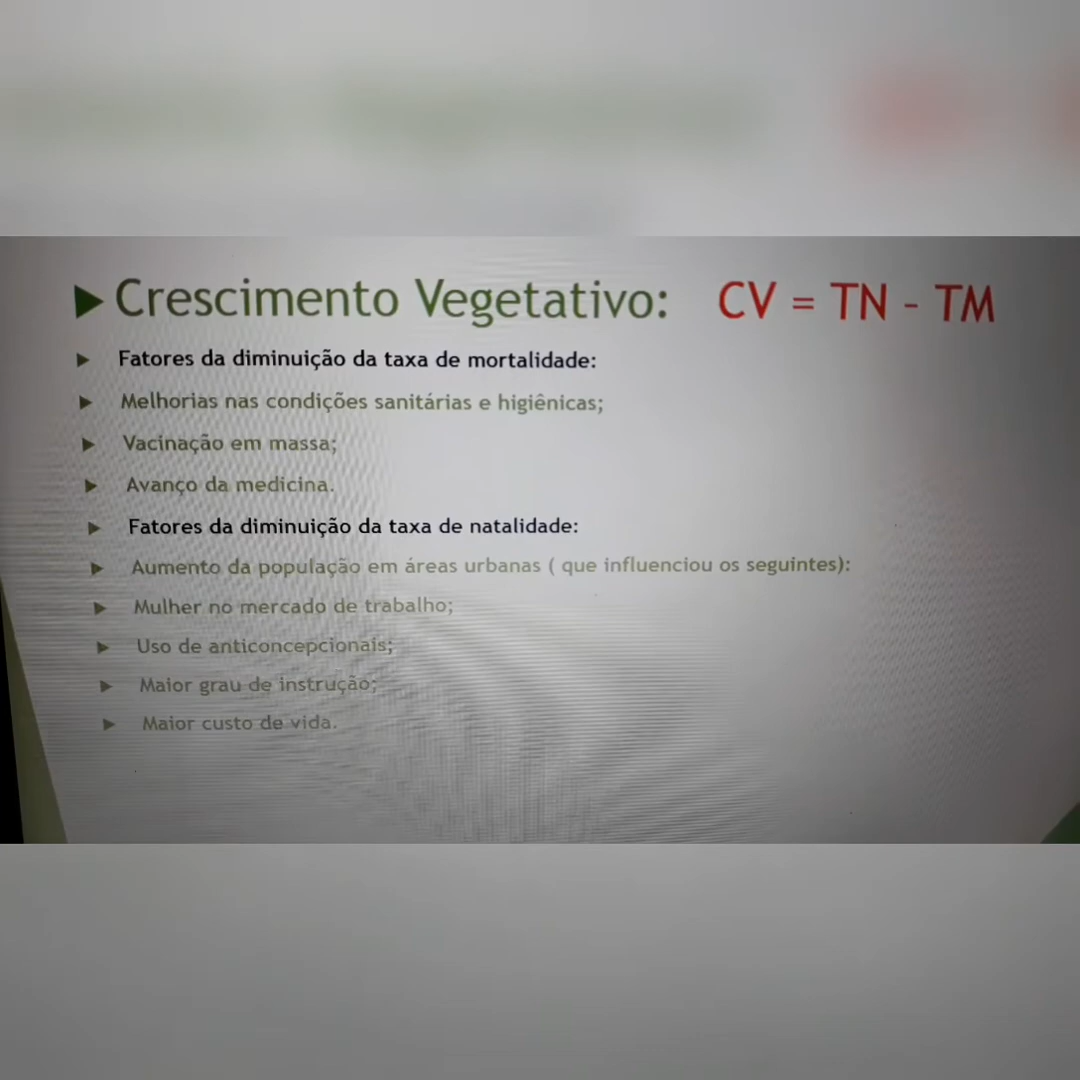 Crescimento Vegetativo: CV = TN - TM
Fatores da diminuição da taxa de mortalidade:
Melhorias nas condições sanitárias e higiênicas;
Vacinação em massa;
Avanço da medicina.
Fatores da diminuição da taxa de natalidade:
Aumento da população em áreas urbanas ( que influenciou os seguintes):
Mulher no mercado de trabalho;
Uso de anticoncepcionais;
Maior grau de instrução;
Maior custo de vida.